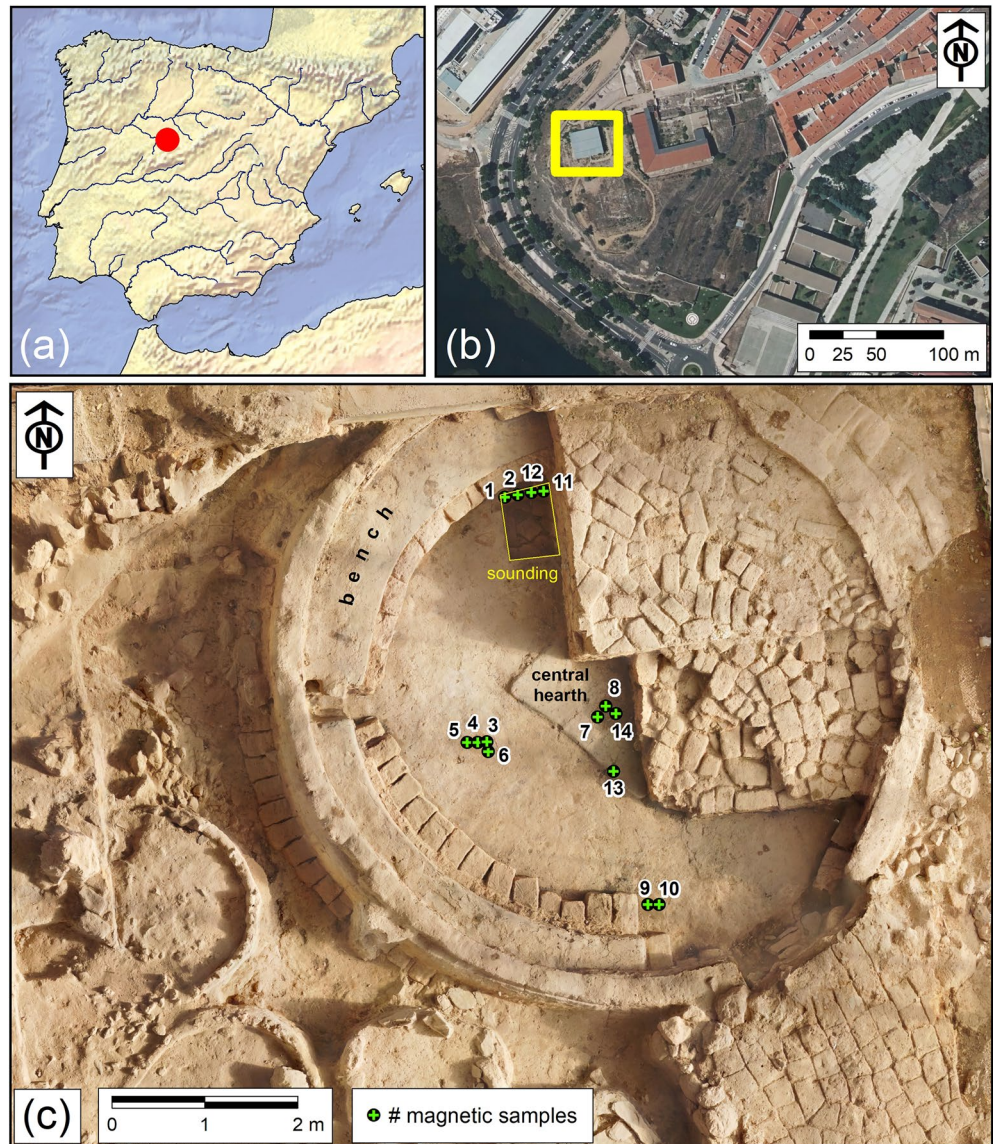 (a)
N
(b)
0 25 50 100 m
N
1 2 12 11
bench
sounding
central
hearth
8
7 14
5 4 3
6
13
9 10
(c)
0 1 2 m
# magnetic samples